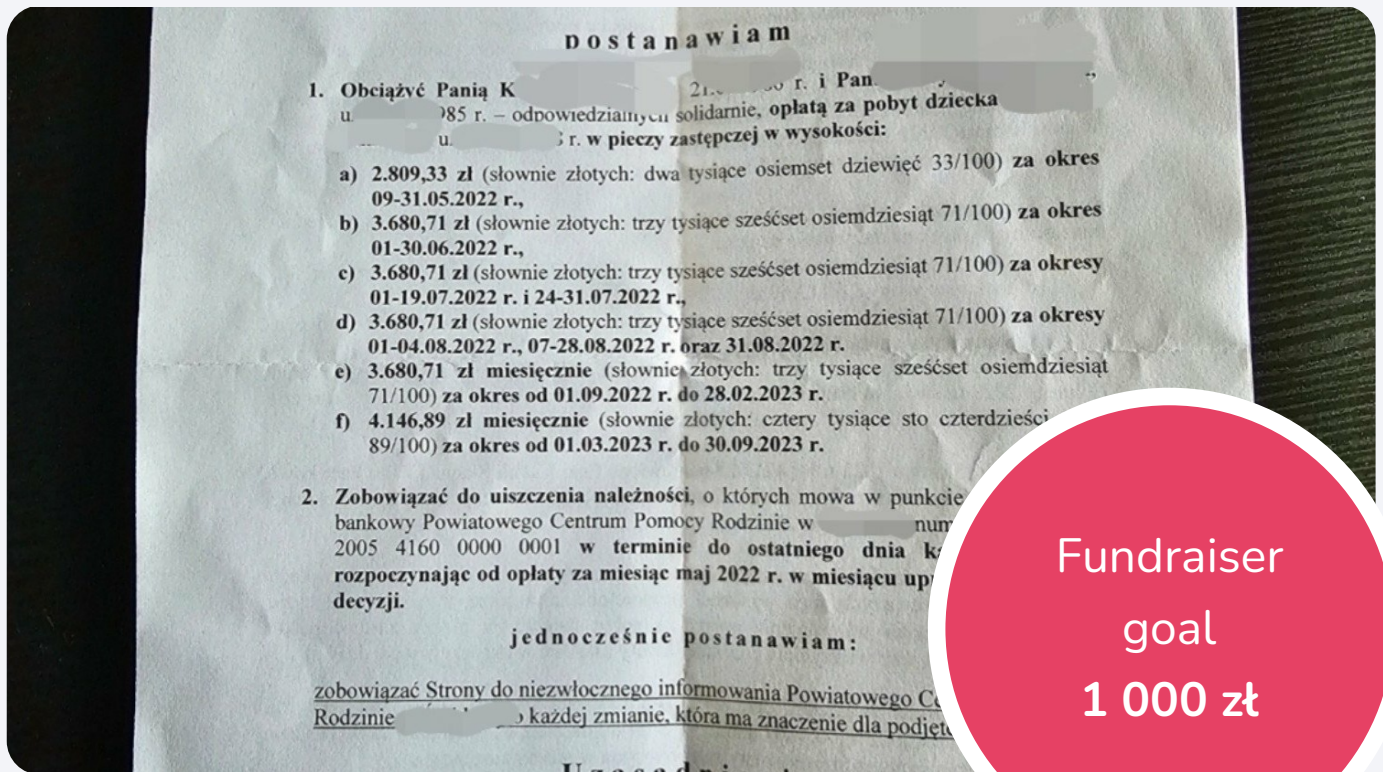 postanawiam
1. Obciążyć Panią K r. i Pan
u. 985 r. – odpowiedzialnych solidarnie, opłatą za pobyt dziecka
u. r. w pieczy zastępczej w wysokości:
a) 2.809,33 zł (słownie złotych: dwa tysiące osiemset dziewięć 33/100) za okres
09-31.05.2022 r.,
b) 3.680,71 zł (słownie złotych: trzy tysiące sześćset osiemdziesiąt 71/100) za okres
01-30.06.2022 r.,
c) 3.680,71 zł (słownie złotych: trzy tysiące sześćset osiemdziesiąt 71/100) za okresy
01-19.07.2022 r. i 24-31.07.2022 r.,
d) 3.680,71 zł (słownie złotych: trzy tysiące sześćset osiemdziesiąt 71/100) za okresy
01-04.08.2022 r., 07-28.08.2022 r. oraz 31.08.2022 r.
e) 3.680,71 zł miesięcznie (słownie złotych: trzy tysiące sześćset osiemdziesiąt
71/100) za okres od 01.09.2022 r. do 28.02.2023 r.
f) 4.146,89 zł miesięcznie (słownie złotych: cztery tysiące sto czterdzieści
89/100) za okres od 01.03.2023 r. do 30.09.2023 r.
2. Zobowiązać do uiszczenia należności, o których mowa w punkcie
bankowy Powiatowego Centrum Pomocy Rodzinie w num
2005 4160 0000 0001 w terminie do ostatniego dnia
rozpoczynając od opłaty za miesiąc maj 2022 r. w miesiącu
decyzji.
jednocześnie postanawiam:
zobowiązać Strony do niezwłocznego informowania Powiatowego
Rodzinie każdej zmianie, która ma znaczenie dla
Fundraiser
goal
1 000 zł